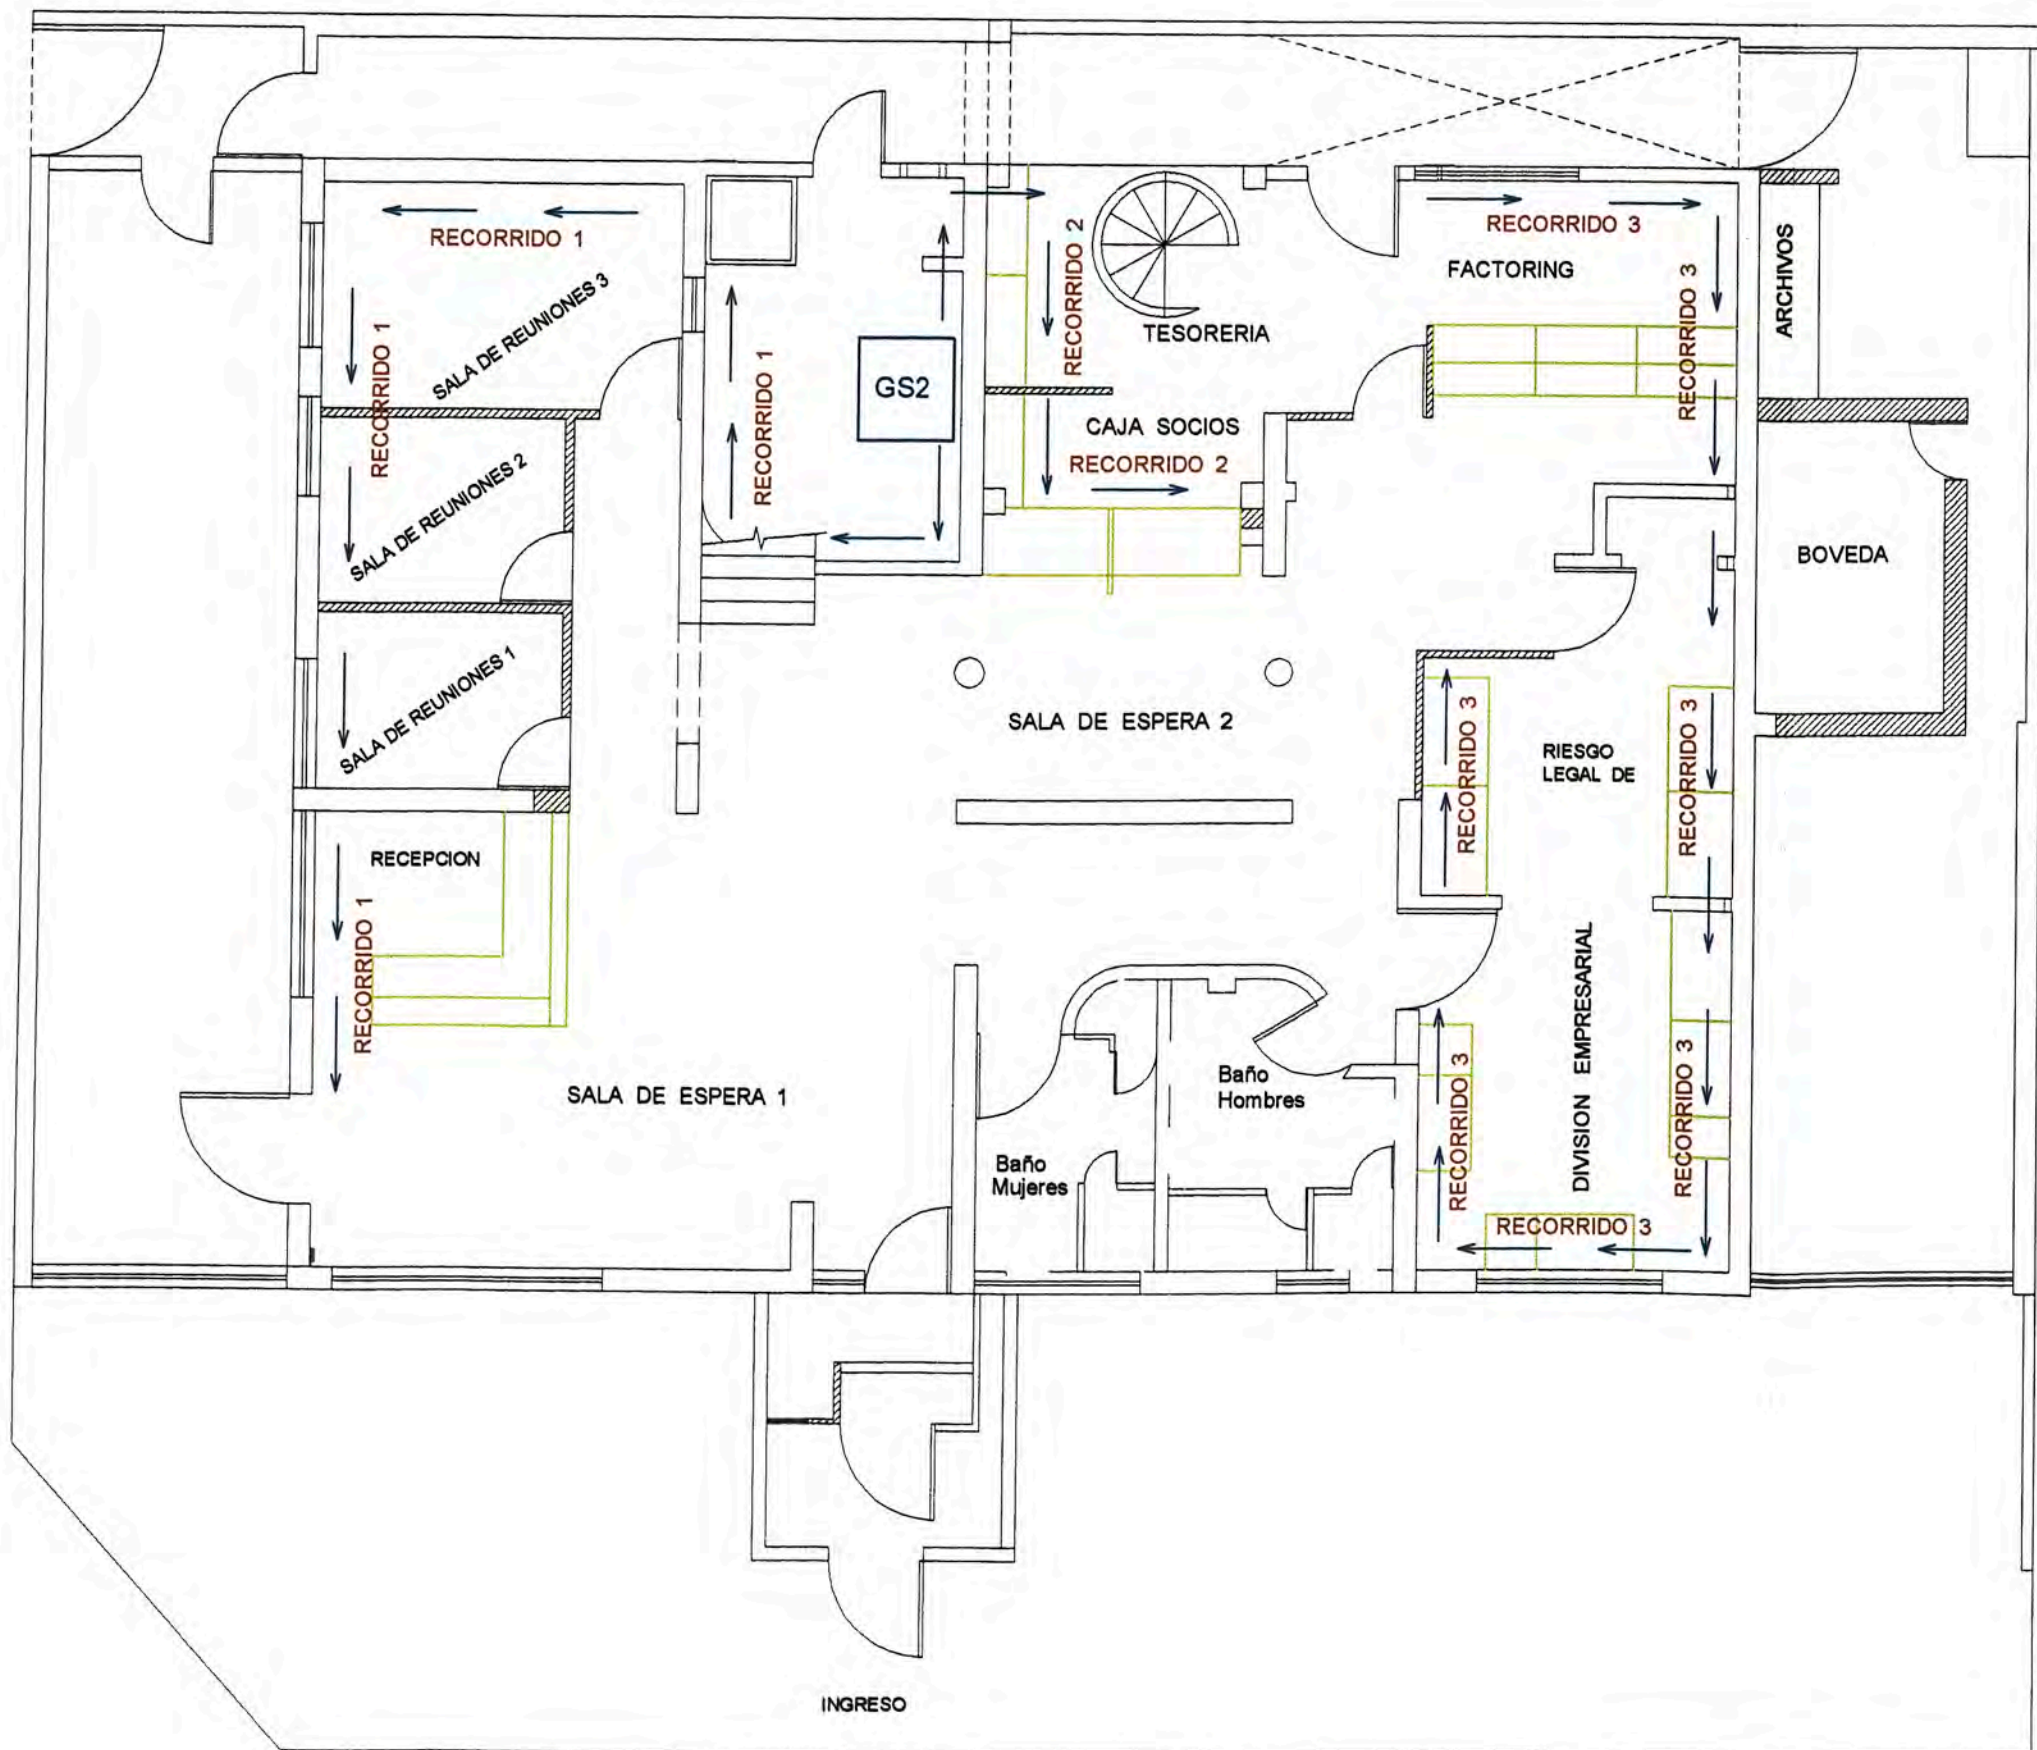 RECORRIDO 1
RECORRIDO 3
RECORRIDO 2
FACTORING
RECORRIDO 3
ARCHIVOS
SALA DE REUNIONES 3
RECORRIDO 1
TESORERIA
GS2
RECORRIDO 1
CAJA SOCIOS
RECORRIDO 2
SALA DE REUNIONES 2
BOVEDA
SALA DE REUNIONES 1
SALA DE ESPERA 2
RECORRIDO 3
RIESGO
LEGAL DE
RECORRIDO 3
RECEPCION
RECORRIDO 1
DIVISION EMPRESARIAL
SALA DE ESPERA 1
Baño
Hombres
RECORRIDO 3
RECORRIDO 3
Baño
Mujeres
RECORRIDO 3
INGRESO